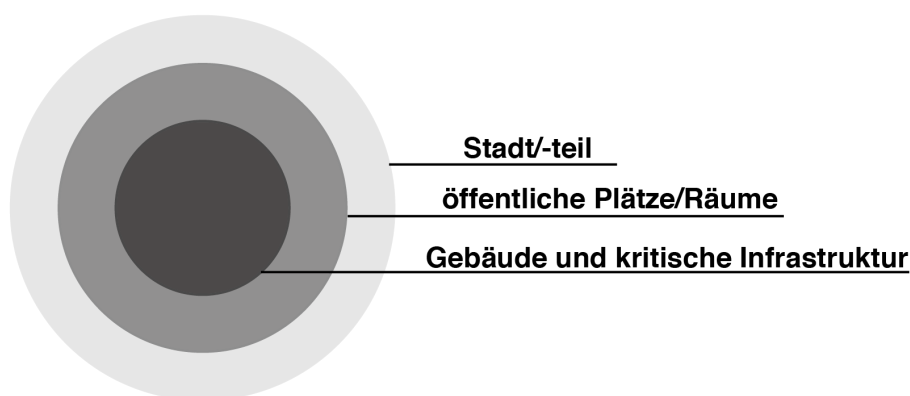 Stadt/-teil
öffentliche Plätze/Räume
Gebäude und kritische Infrastruktur